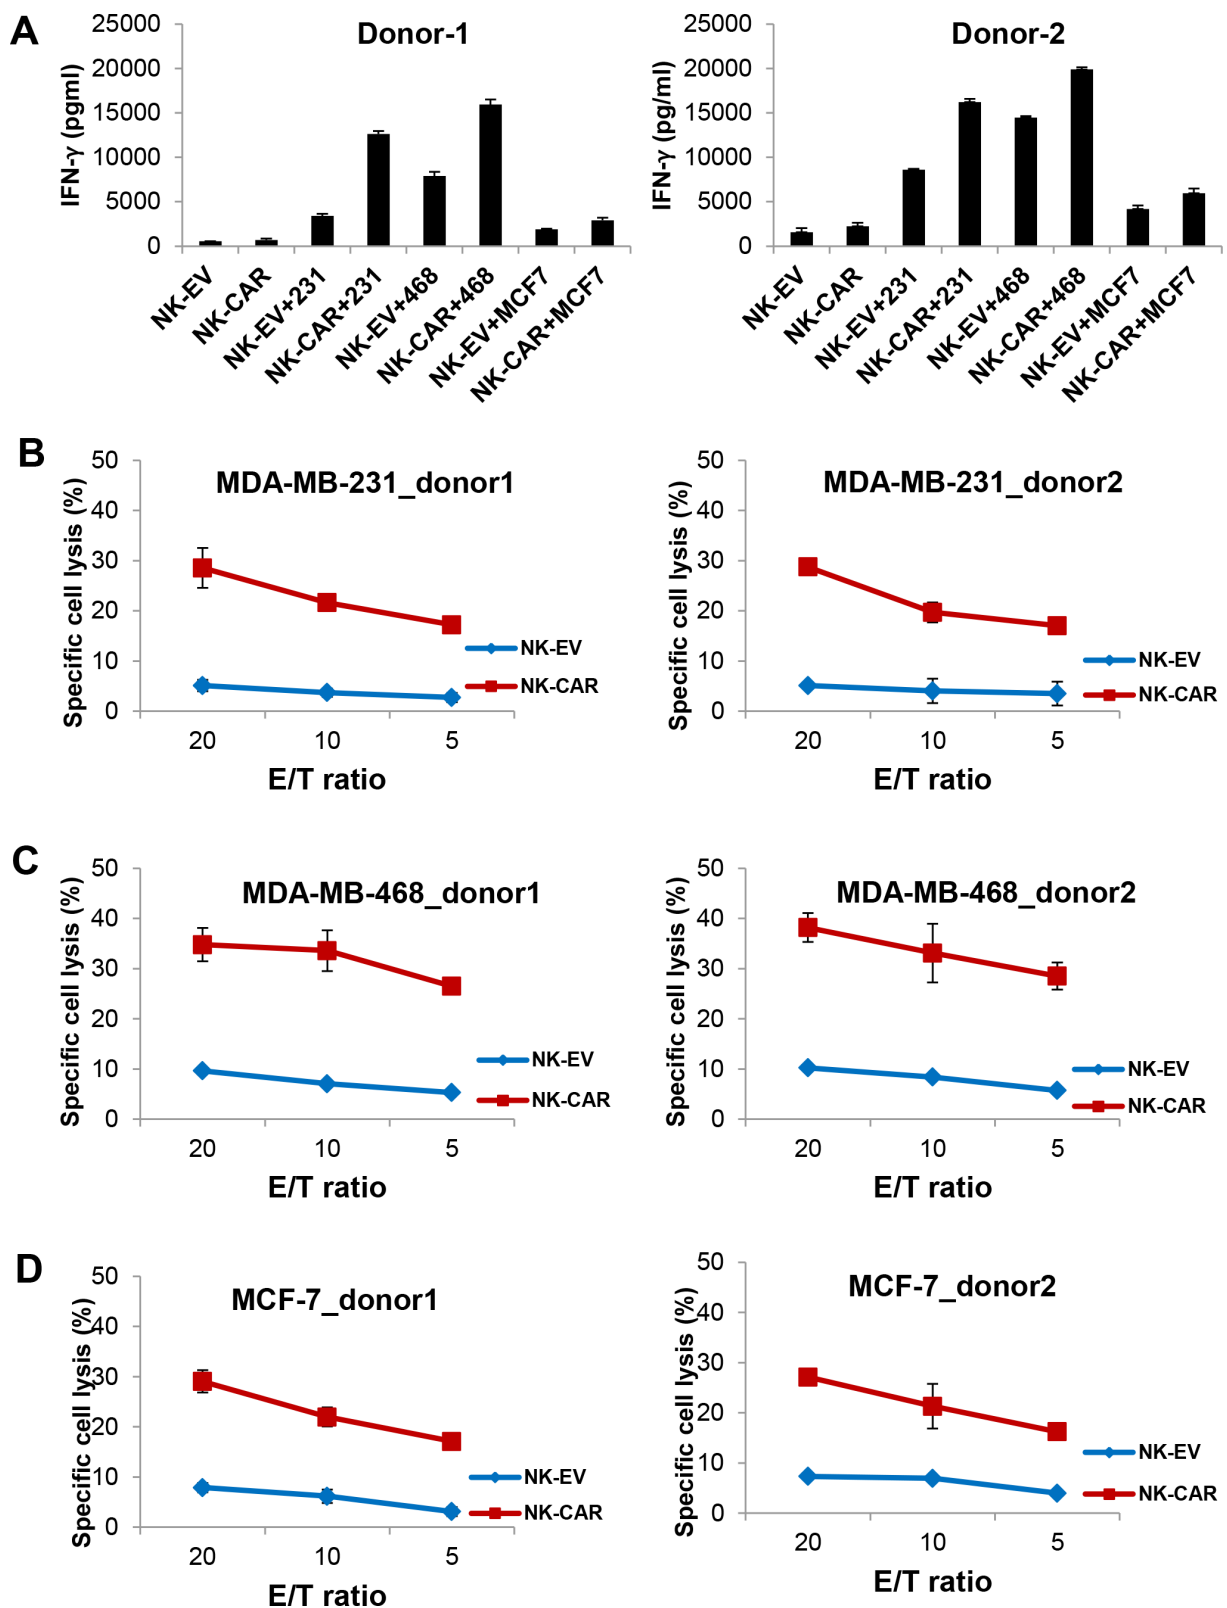 A
Donor-1
IFN-γ (pgml)
25000
20000
15000
10000
5000
0
NK-EV
NK-CAR
NK-EV+231
NK-CAR+231
NK-EV+468
NK-CAR+468
NK-EV+MCF7
NK-CAR+MCF7
Donor-2
IFN-γ (pg/ml)
25000
20000
15000
10000
5000
0
NK-EV
NK-CAR
NK-EV+231
NK-CAR+231
NK-EV+468
NK-CAR+468
NK-EV+MCF7
NK-CAR+MCF7
B
MDA-MB-231_donor1
Specific cell lysis (%)
50
40
30
20
10
0
NK-EV
NK-CAR
20 10 5
E/T ratio
MDA-MB-231_donor2
Specific cell lysis (%)
50
40
30
20
10
0
NK-EV
NK-CAR
20 10 5
E/T ratio
C
MDA-MB-468_donor1
Specific cell lysis (%)
50
40
30
20
10
0
NK-EV
NK-CAR
20 10 5
E/T ratio
MDA-MB-468_donor2
Specific cell lysis (%)
50
40
30
20
10
0
NK-EV
NK-CAR
20 10 5
E/T ratio
D
MCF-7_donor1
Specific cell lysis (%)
50
40
30
20
10
0
NK-EV
NK-CAR
20 10 5
E/T ratio
MCF-7_donor2
Specific cell lysis (%)
50
40
30
20
10
0
NK-EV
NK-CAR
20 10 5
E/T ratio